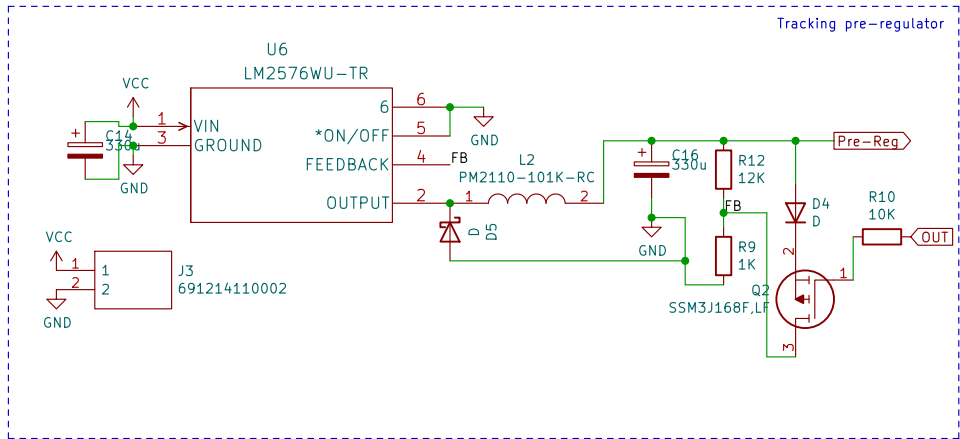 Tracking pre-regulator
U6
LM2576WU-TR
VCC
1
VIN
3
GROUND
C14
330u
GND
6
6
5
*ON/OFF
GND
4
FEEDBACK
FB
2
OUTPUT
L2
PM2110-101K-RC
1
2
D
D5
C16
330u
GND
R12
12K
FB
R9
1K
Pre-Reg
D4
D
R10
10K
OUT
2
1
Q2
SSM3J168F,LF
3
VCC
1
1
2
2
GND
J3
691214110002